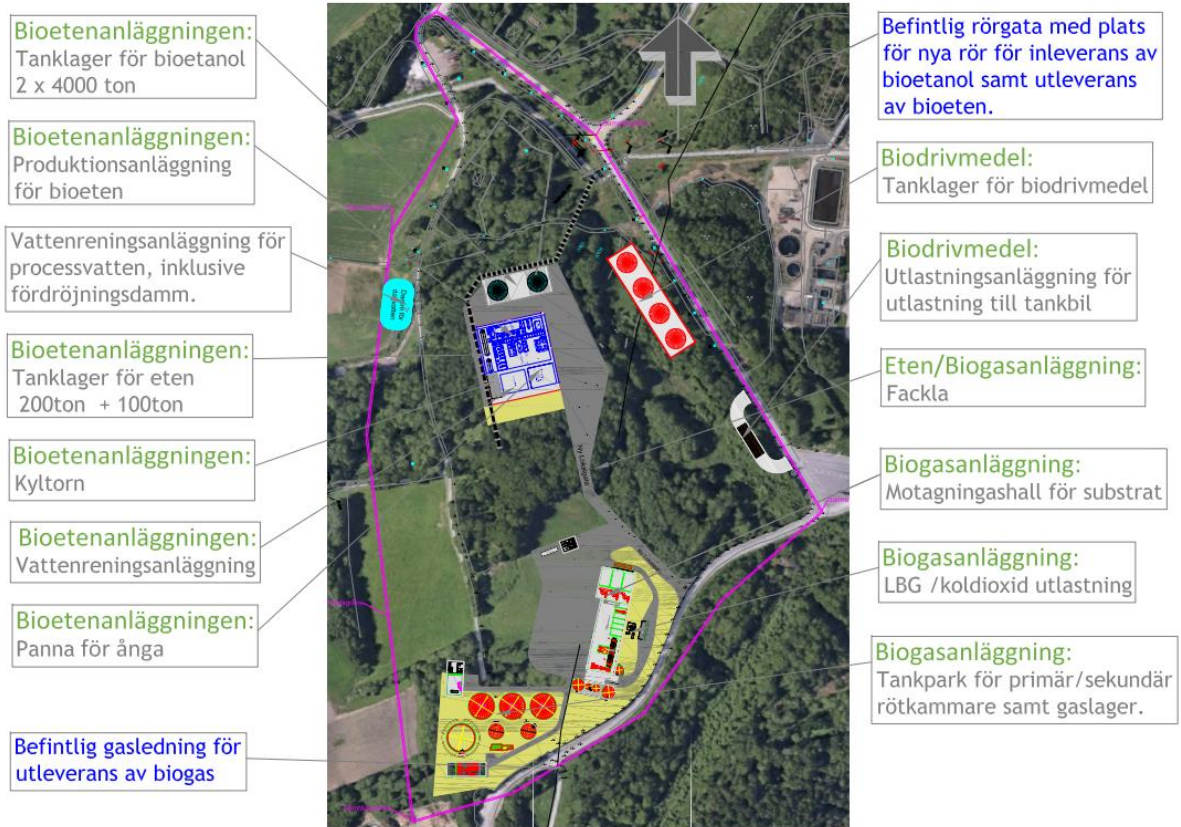 Bioetenanläggningen:
Tanklager för bioetanol
2 x 4000 ton
Bioetenanläggningen:
Produktionsanläggning
för bioeten
Vattenreningsanläggning för
processvatten, inklusive
fördröjningsdamm.
Bioetenanläggningen:
Tanklager för eten
200ton + 100ton
Bioetenanläggningen:
Kyltorn
Bioetenanläggningen:
Vattenreningsanläggning
Bioetenanläggningen:
Panna för ånga
Befintlig gasledning för
utleverans av biogas
Ny Lokalgata
Befintlig rörgata med plats
för nya rör för inleverans av
bioetanol samt utleverans
av bioeten.
Biodrivmedel:
Tanklager för biodrivmedel
Biodrivmedel:
Utlastningsanläggning för
utlastning till tankbil
Eten/Biogasanläggning:
Fackla
Biogasanläggning:
Motagningashall för substrat
Biogasanläggning:
LBG /koldioxid utlastning
Biogasanläggning:
Tankpark för primär/sekundär
rötkammare samt gaslager.